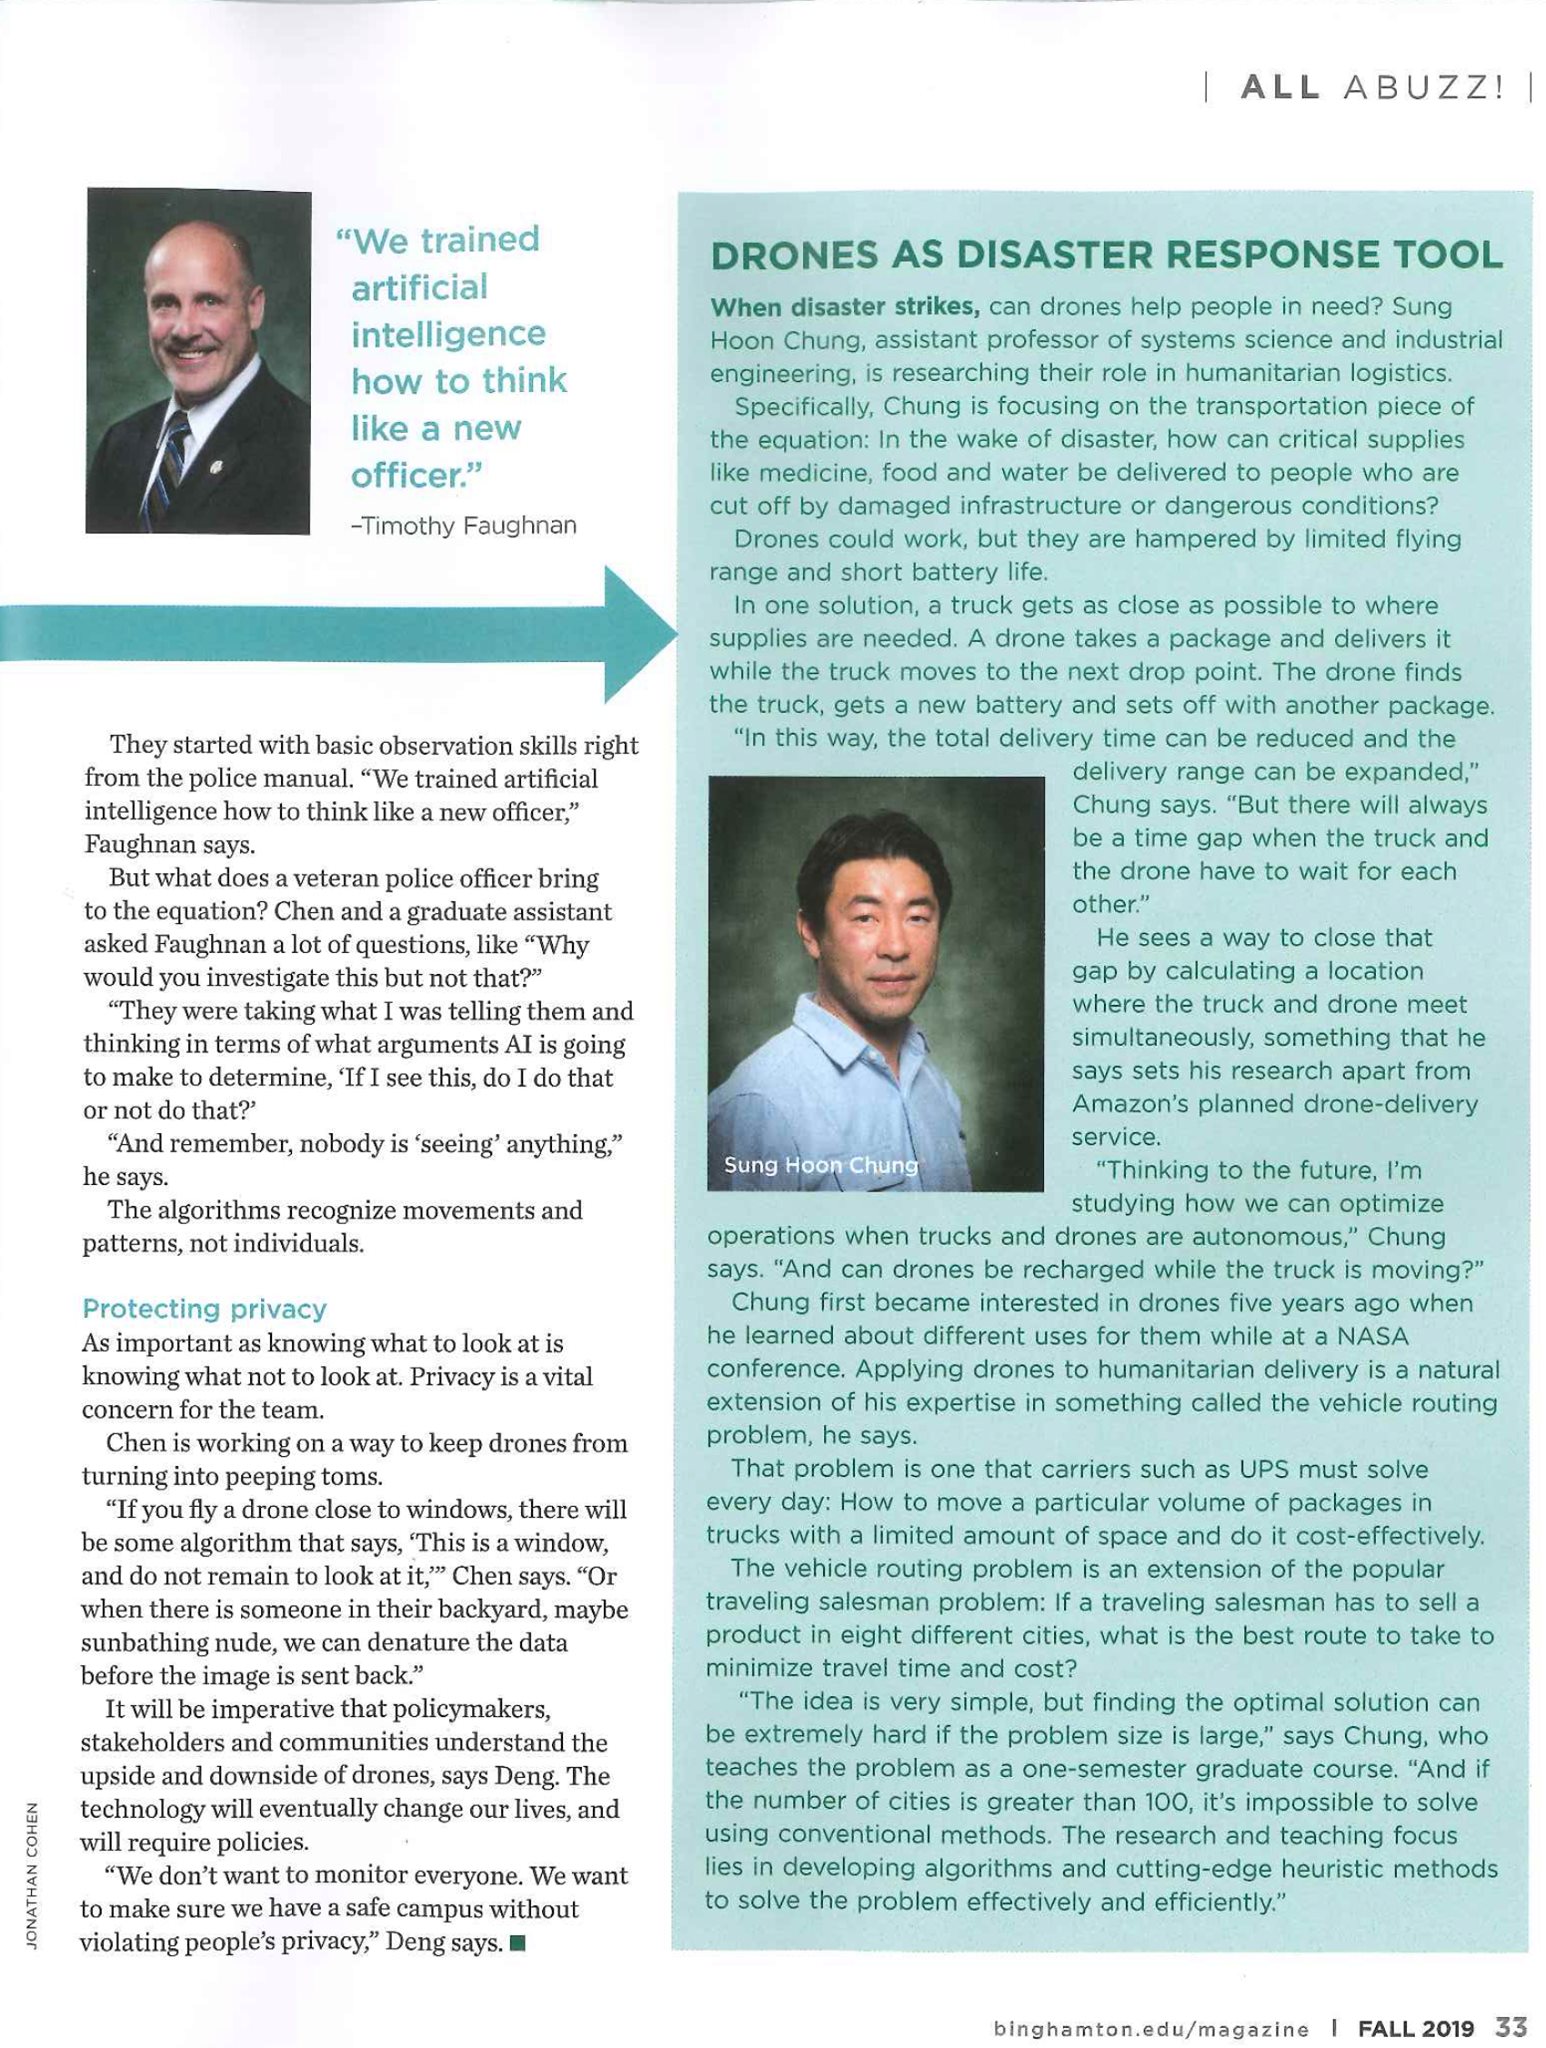 | ALL ABUZZ! |
“We trained
artificial
intelligence
how to think
like a new
officer.”
–Timothy Faughnan
They started with basic observation skills right
from the police manual. “We trained artificial
intelligence how to think like a new officer,”
Faughnan says.
But what does a veteran police officer bring
to the equation? Chen and a graduate assistant
asked Faughnan a lot of questions, like “Why
would you investigate this but not that?”
“They were taking what I was telling them and
thinking in terms of what arguments AI is going
to make to determine, ‘If I see this, do I do that
or not do that?’
“And remember, nobody is ‘seeing’ anything,”
he says.
The algorithms recognize movements and
patterns, not individuals.
Protecting privacy
As important as knowing what to look at is
knowing what not to look at. Privacy is a vital
concern for the team.
Chen is working on a way to keep drones from
turning into peeping toms.
“If you fly a drone close to windows, there will
be some algorithm that says, ‘This is a window,
and do not remain to look at it,’” Chen says. “Or
when there is someone in their backyard, maybe
sunbathing nude, we can denature the data
before the image is sent back.”
It will be imperative that policymakers,
stakeholders and communities understand the
upside and downside of drones, says Deng. The
technology will eventually change our lives, and
will require policies.
“We don’t want to monitor everyone. We want
to make sure we have a safe campus without
violating people’s privacy,” Deng says. ■
JONATHAN COHEN
DRONES AS DISASTER RESPONSE TOOL
When disaster strikes, can drones help people in need? Sung
Hoon Chung, assistant professor of systems science and industrial
engineering, is researching their role in humanitarian logistics.
Specifically, Chung is focusing on the transportation piece of
the equation: In the wake of disaster, how can critical supplies
like medicine, food and water be delivered to people who are
cut off by damaged infrastructure or dangerous conditions?
Drones could work, but they are hampered by limited flying
range and short battery life.
In one solution, a truck gets as close as possible to where
supplies are needed. A drone takes a package and delivers it
while the truck moves to the next drop point. The drone finds
the truck, gets a new battery and sets off with another package.
“In this way, the total delivery time can be reduced and the
delivery range can be expanded,”
Chung says. “But there will always
be a time gap when the truck and
the drone have to wait for each
other.”
He sees a way to close that
gap by calculating a location
where the truck and drone meet
simultaneously, something that he
says sets his research apart from
Amazon’s planned drone-delivery
service.
“Thinking to the future, I’m
studying how we can optimize
operations when trucks and drones are autonomous,” Chung
says. “And can drones be recharged while the truck is moving?”
Chung first became interested in drones five years ago when
he learned about different uses for them while at a NASA
conference. Applying drones to humanitarian delivery is a natural
extension of his expertise in something called the vehicle routing
problem, he says.
That problem is one that carriers such as UPS must solve
every day: How to move a particular volume of packages in
trucks with a limited amount of space and do it cost-effectively.
The vehicle routing problem is an extension of the popular
traveling salesman problem: If a traveling salesman has to sell a
product in eight different cities, what is the best route to take to
minimize travel time and cost?
“The idea is very simple, but finding the optimal solution can
be extremely hard if the problem size is large,” says Chung, who
teaches the problem as a one-semester graduate course. “And if
the number of cities is greater than 100, it’s impossible to solve
using conventional methods. The research and teaching focus
lies in developing algorithms and cutting-edge heuristic methods
to solve the problem effectively and efficiently.”
Sung Hoon Chung
binghamton.edu/magazine | FALL 2019 33